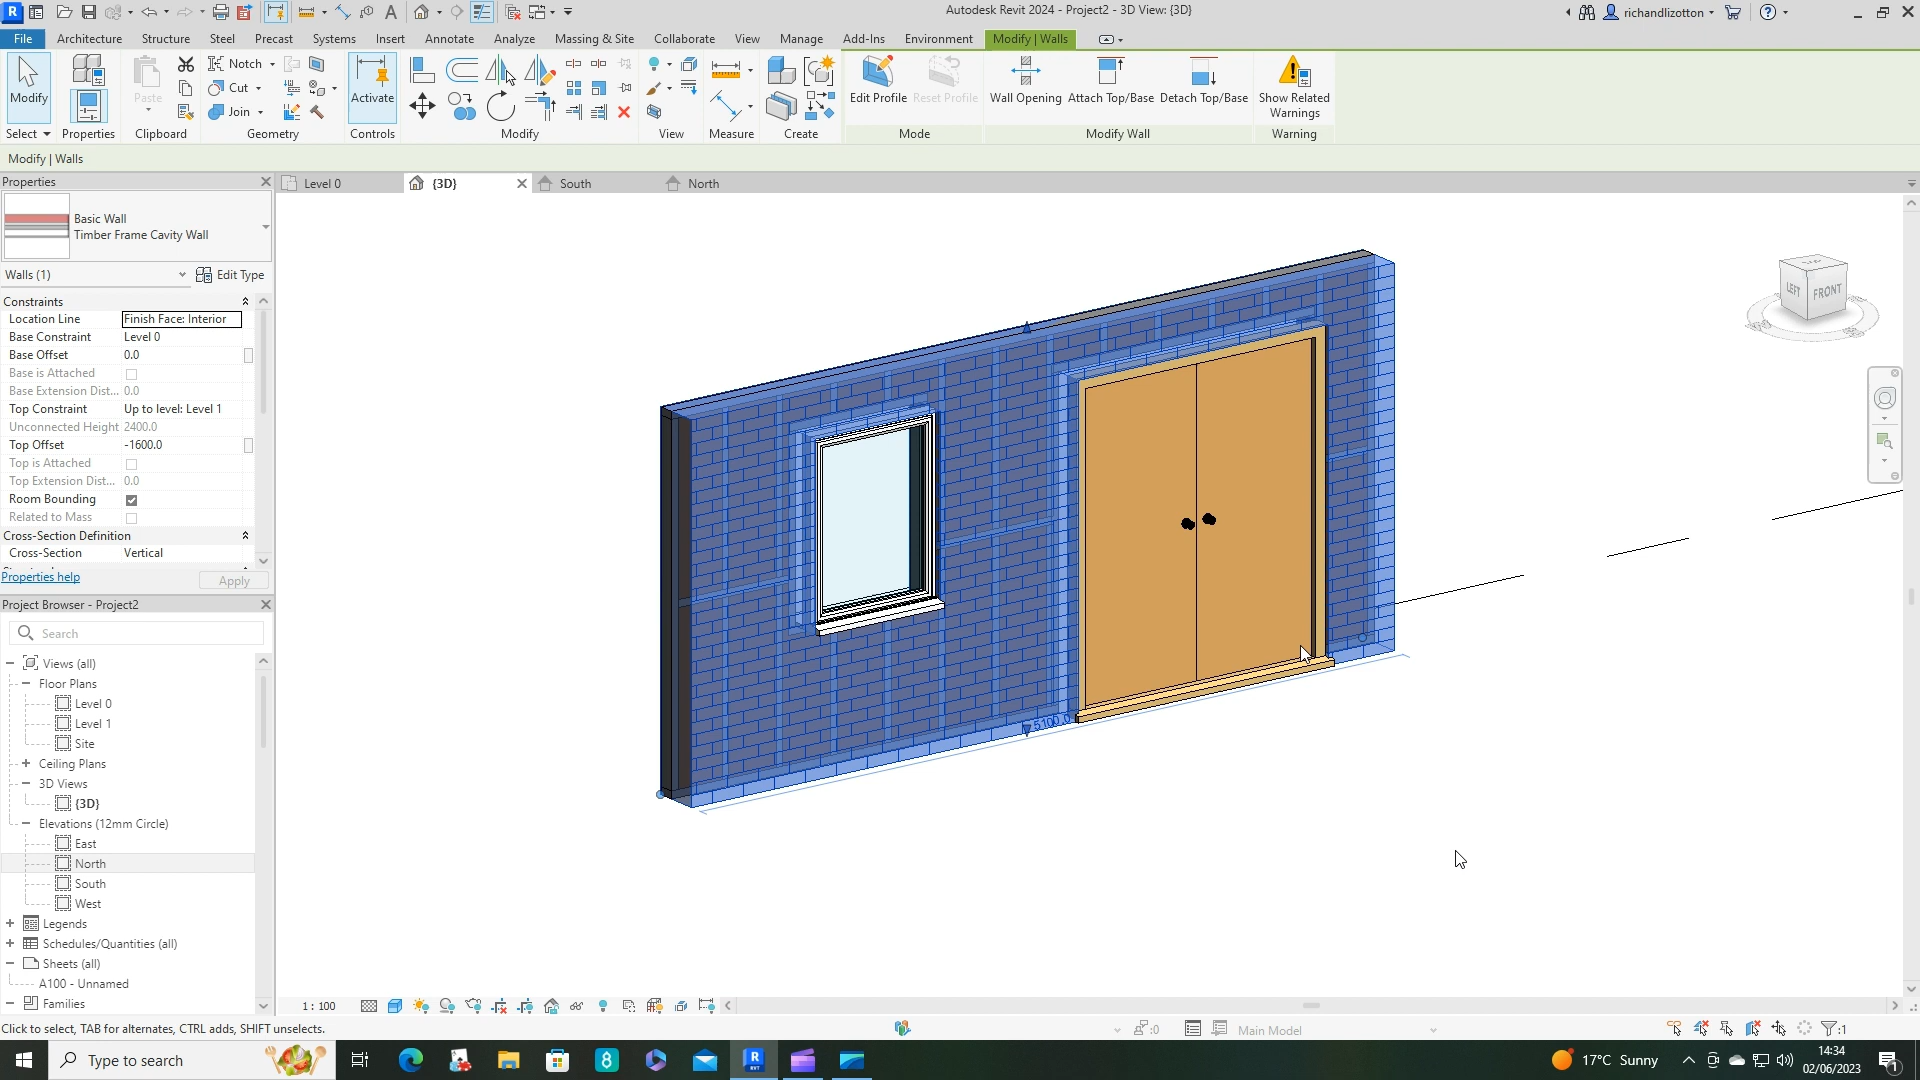 Autodesk Revit 2024 - Project2 - 3D View: {3D}
richandlizotton
File
Architecture
Structure
Steel
Precast
Systems
Insert
Annotate
Analyze
Massing & Site
Collaborate
View
Manage
Add-Ins
Environment
Modify | Walls
Modify
Select
Properties
Paste
Clipboard
Notch
Cut
Join
Geometry
Activate
Controls
Modify
View
Measure
Create
Edit Profile
Reset Profile
Mode
Wall Opening
Attach Top/Base
Detach Top/Base
Modify Wall
Show Related
Warnings
Warning
Modify | Walls
Properties
Level 0
{3D}
South
North
Basic Wall
Timber Frame Cavity Wall
Walls (1)
Edit Type
Constraints
Location Line Finish Face: Interior
Base Constraint Level 0
Base Offset 0.0
Base is Attached
Base Extension Dist... 0.0
Top Constraint Up to level: Level 1
Unconnected Height 2400.0
Top Offset -1600.0
Top is Attached
Top Extension Dist... 0.0
Room Bounding
Related to Mass
Cross-Section Definition
Cross-Section Vertical
Properties help
Apply
Project Browser - Project2
Search
Views (all)
Floor Plans
Level 0
Level 1
Site
Ceiling Plans
3D Views
{3D}
Elevations (12mm Circle)
East
North
South
West
Legends
Schedules/Quantities (all)
Sheets (all)
A100 - Unnamed
Families
LEFT
FRONT
5100.0
1 : 100
Click to select, TAB for alternates, CTRL adds, SHIFT unselects.
:0
Main Model
:1
Type to search
17°C Sunny
14:34
02/06/2023
1